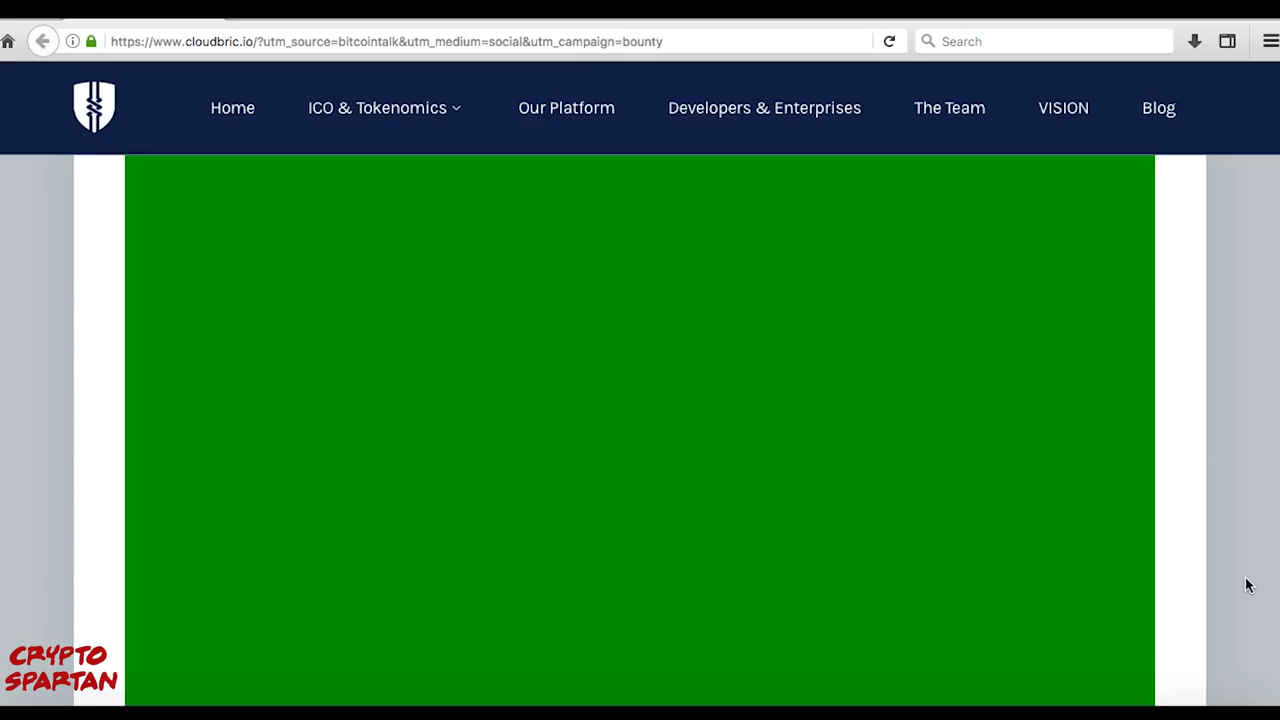 https://www.cloudbric.io/?utm_source=bitcointalk&utm_medium=social&utm_campaign=bounty
Search
Home
ICO & Tokenomics
Our Platform
Developers & Enterprises
The Team
VISION
Blog
CRYPTO
SPARTAN